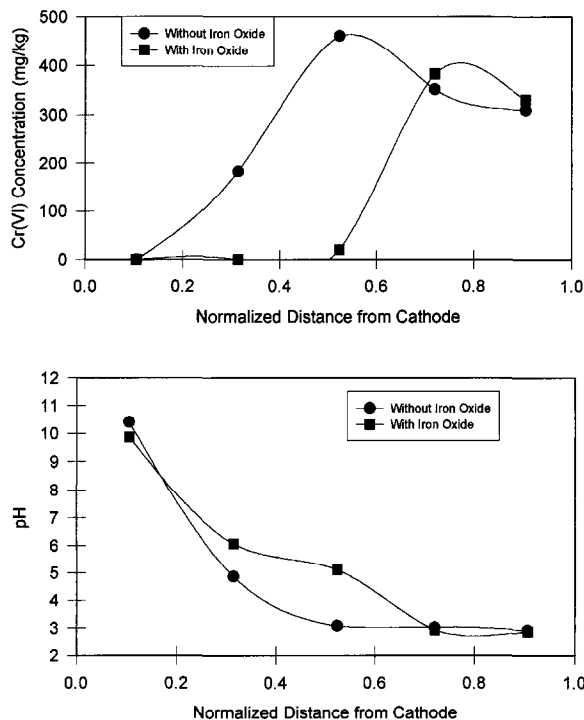 500
400
300
200
100
0
Cr(VI) Concentration (mg/kg)
Without Iron Oxide
With Iron Oxide
0.0 0.2 0.4 0.6 0.8 1.0
Normalized Distance from Cathode
12
11
10
9
8
7
6
5
4
3
2
pH
Without Iron Oxide
With Iron Oxide
0.0 0.2 0.4 0.6 0.8 1.0
Normalized Distance from Cathode